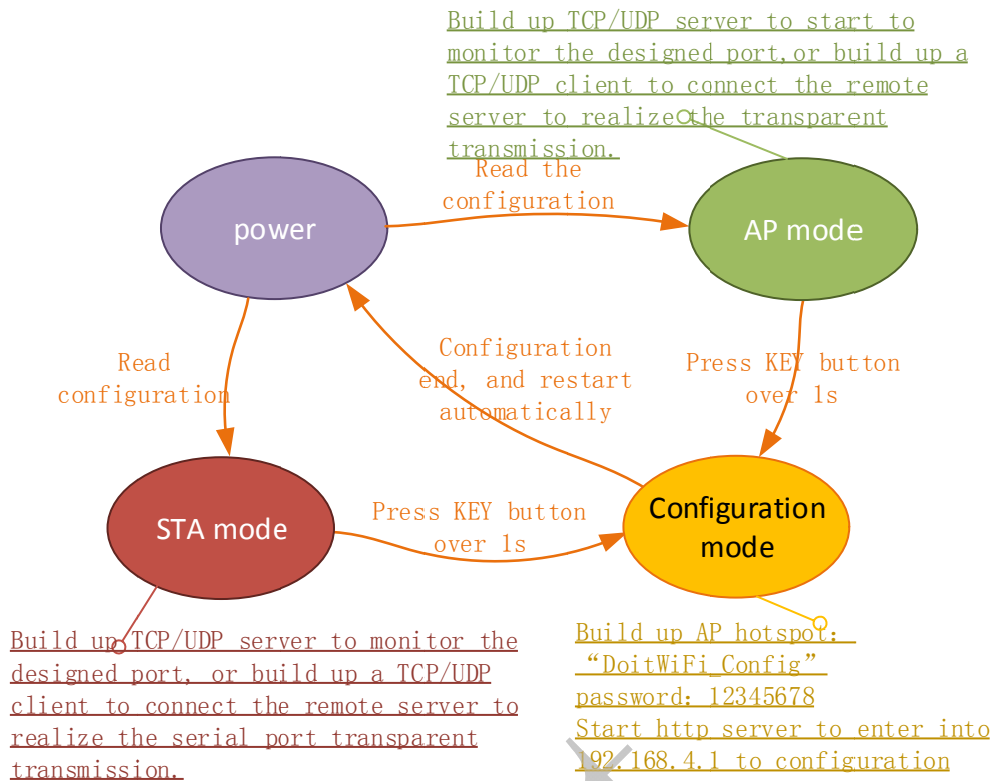 Build up TCP/UDP server to start to
monitor the designed port,or build up a
TCP/UDP client to connect the remote
server to realize the transparent
transmission.
Read the
configuration
power
AP mode
Read
configuration
Configuration
end, and restart
automatically
Press KEY button
over 1s
STA mode
Press KEY button
over 1s
Configuration
mode
Build up TCP/UDP server to monitor the
designed port, or build up a TCP/UDP
client to connect the remote server to
realize the serial port transparent
transmission.
Build up AP hotspot:
“DoitWiFi_Config”
password: 12345678
Start http server to enter into
192.168.4.1 to configuration